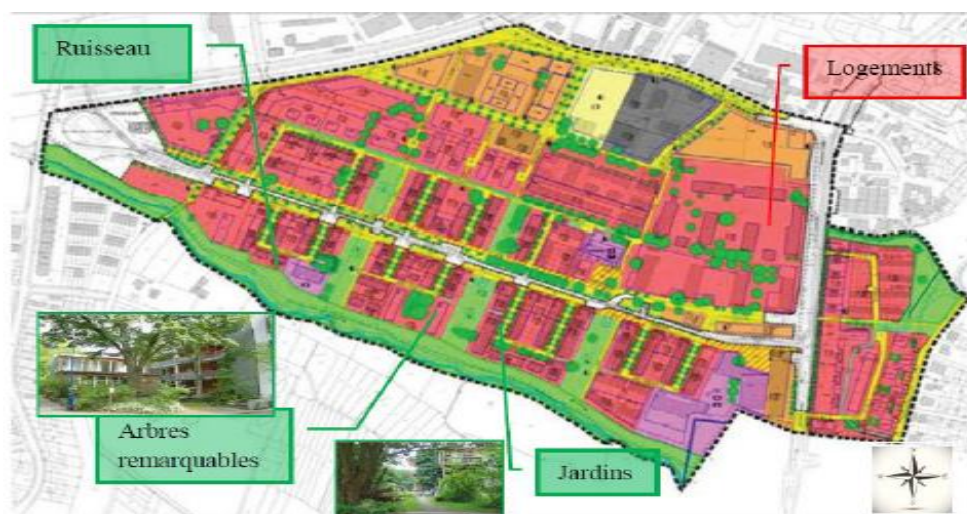 Ruisseau
Logements
Arbres
remarquables
Jardins